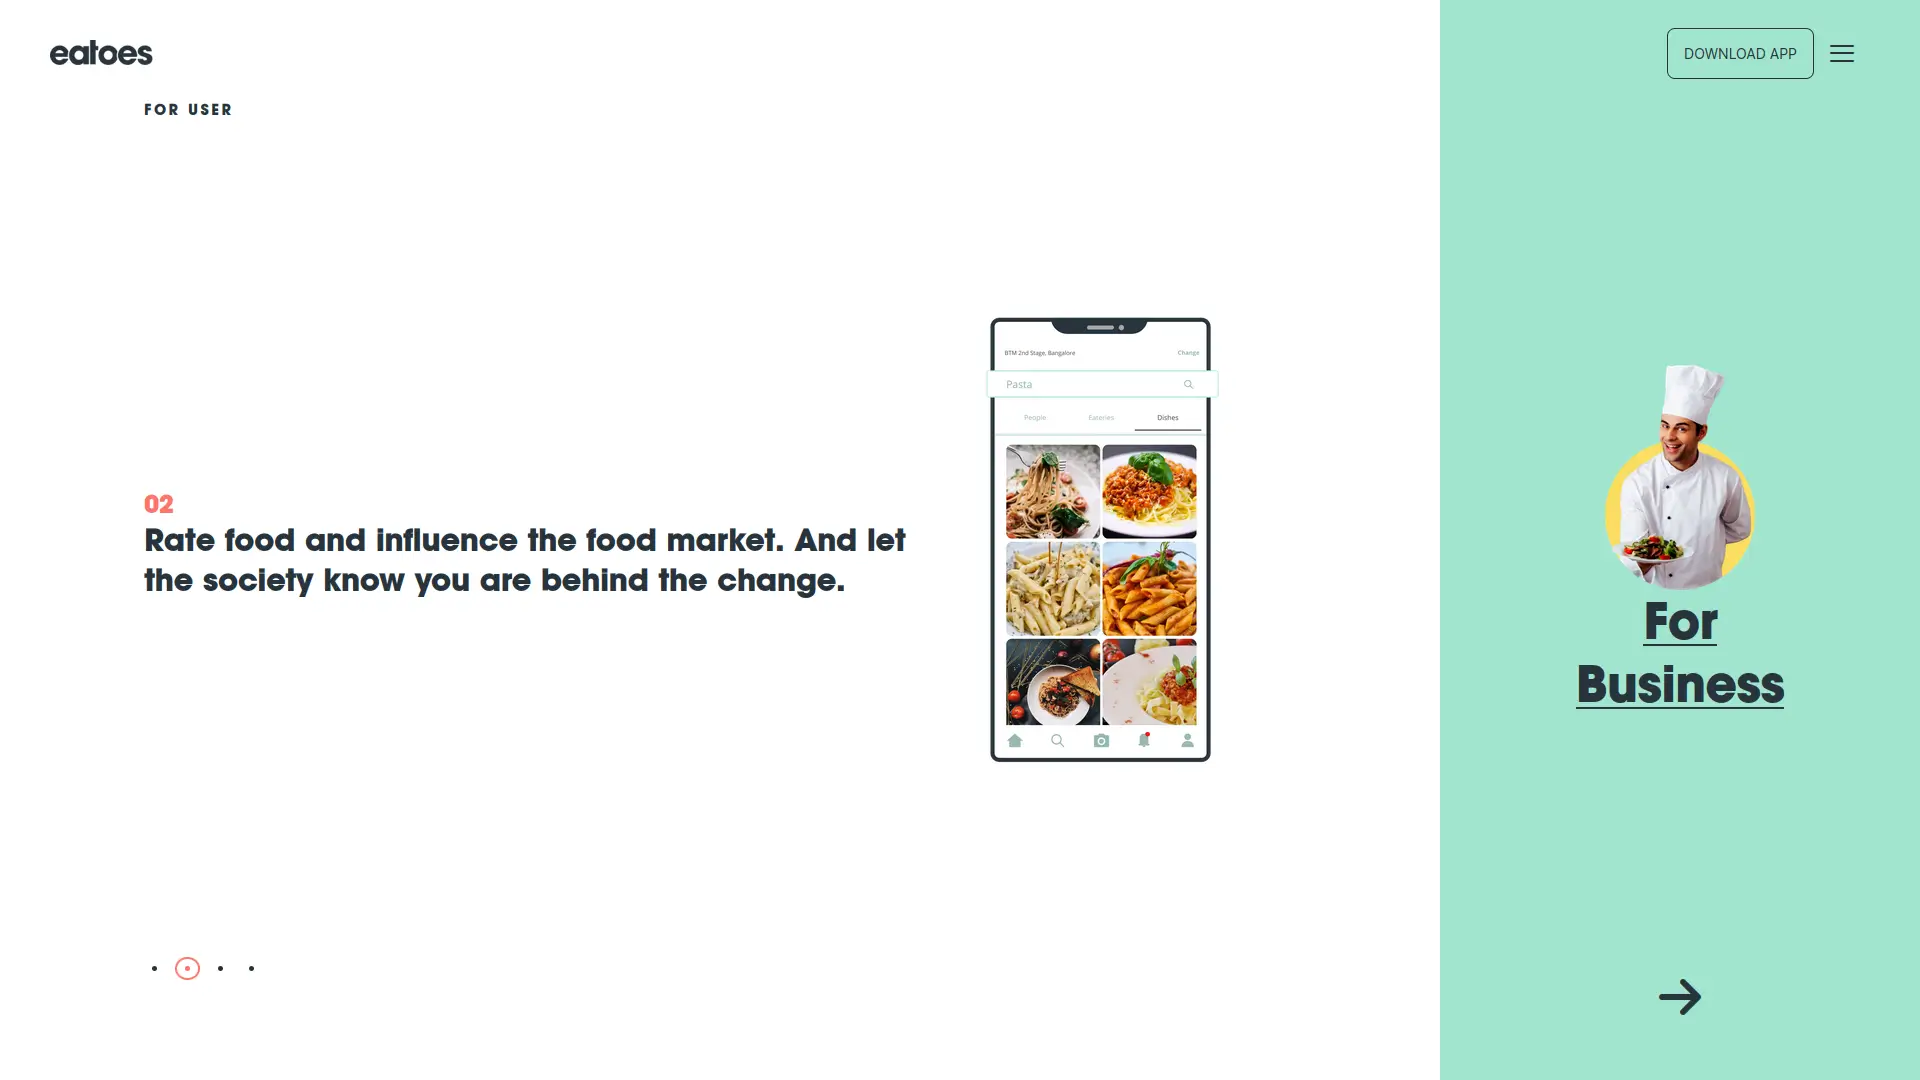 eatoes
DOWNLOAD APP
FOR USER
BTM 2nd Stage, Bangalore
Change
Pasta
People
Eateries
Dishes
02
Rate food and influence the food market. And let
the society know you are behind the change.
For
Business